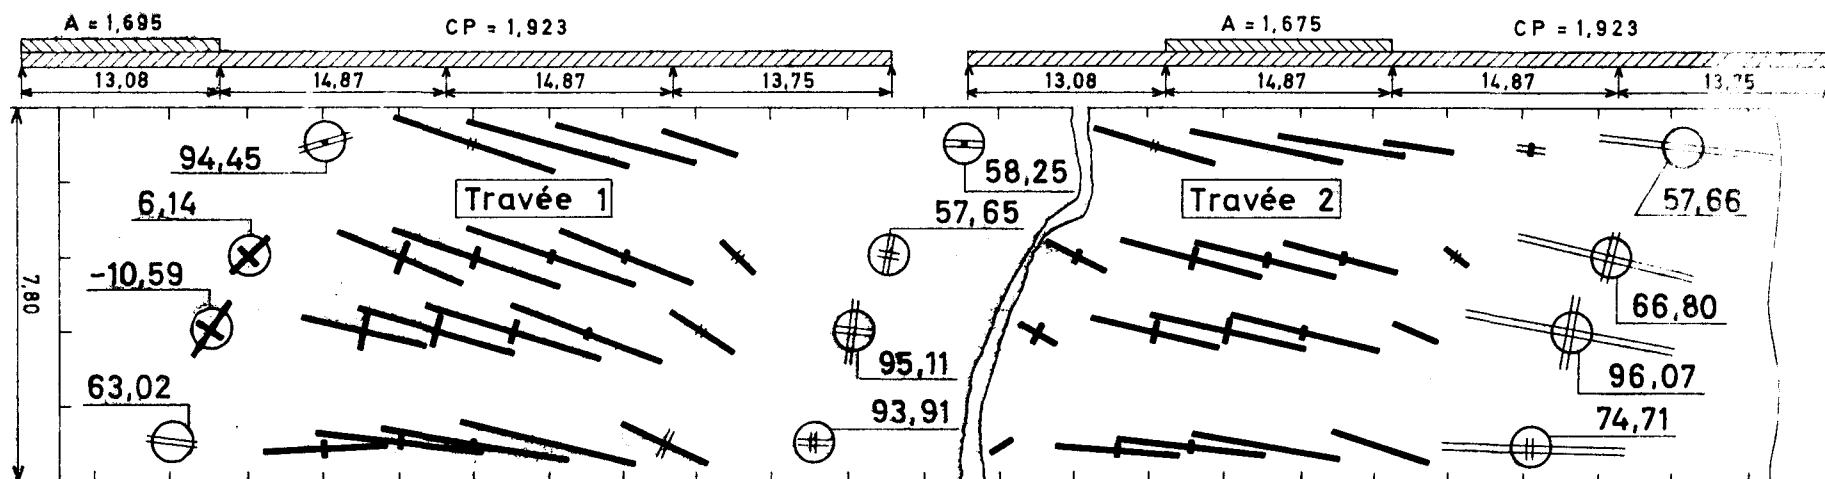 A = 1,695 CP = 1,923 A = 1,675 CP = 1,923
13,08 14,87 14,87 13,75 13,08 14,87 14,87 13,75
94,45 58,25 57,66
Travée 1 Travée 2
6,14 57,65
-10,59 66,80
7,80
63,02 95,11 96,07
93,91 74,71